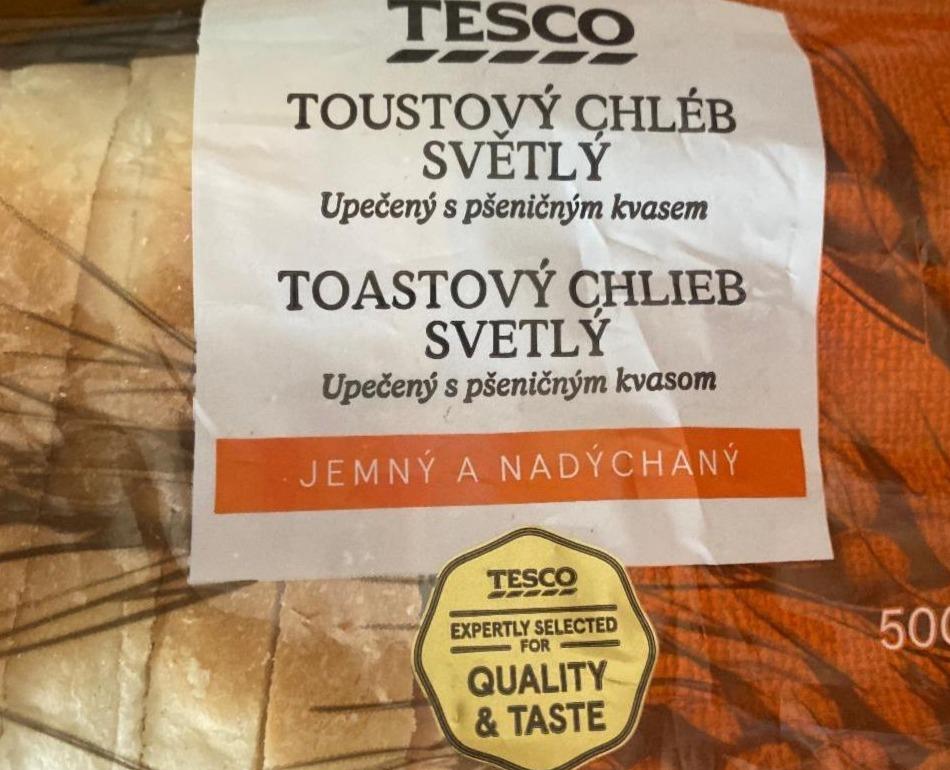 TESCO
TOUSTOVÝ CHLÉB
SVĚTLÝ
Upečený s pšeničným kvasem
TOASTOVÝ CHLIEB
SVETLÝ
Upečený s pšeničným kvasom
JEMNÝ A NADÝCHANÝ
TESCO
EXPERTLY SELECTED
FOR
QUALITY
& TASTE